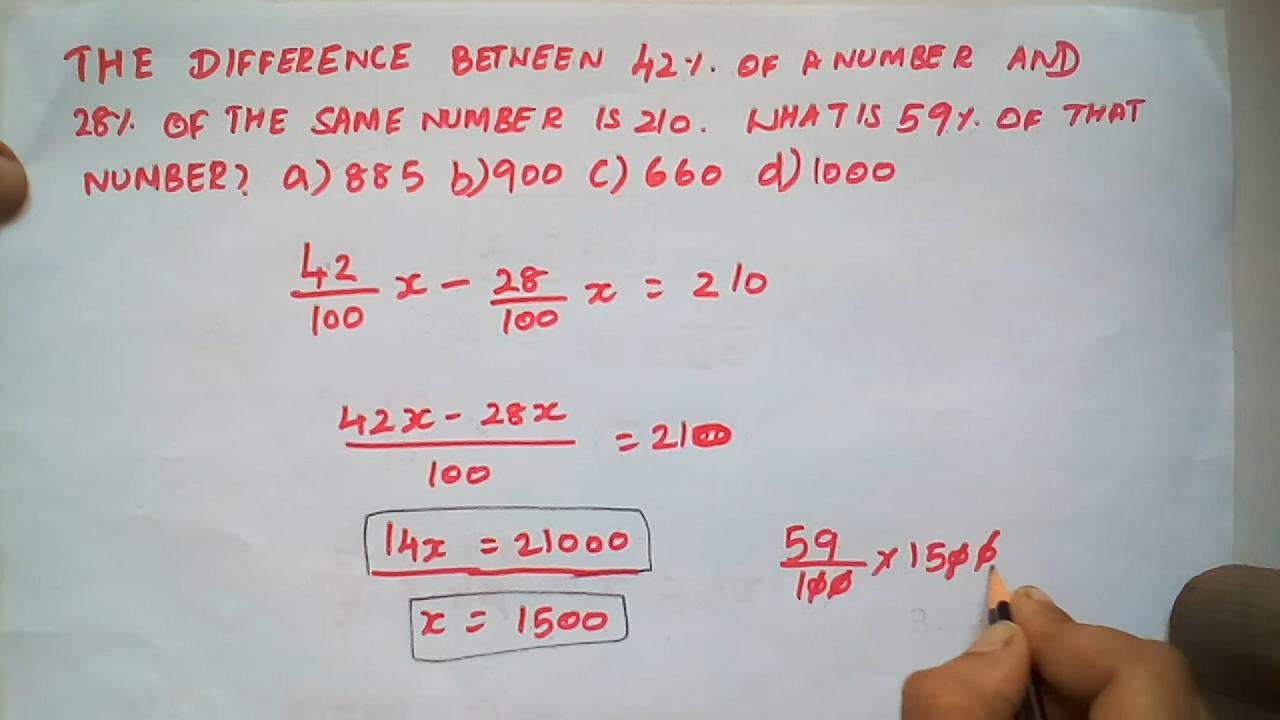 THE DIFFERENCE BETWEEN 42% OF A NUMBER AND
28% OF THE SAME NUMBER IS 210. WHAT IS 59% OF THAT
NUMBER? a) 885 b) 900 c) 660 d) 1000
42/100 x - 28/100 x = 210
42x - 28x / 100 = 210
14x = 21000
x = 1500
59/100 x 1500